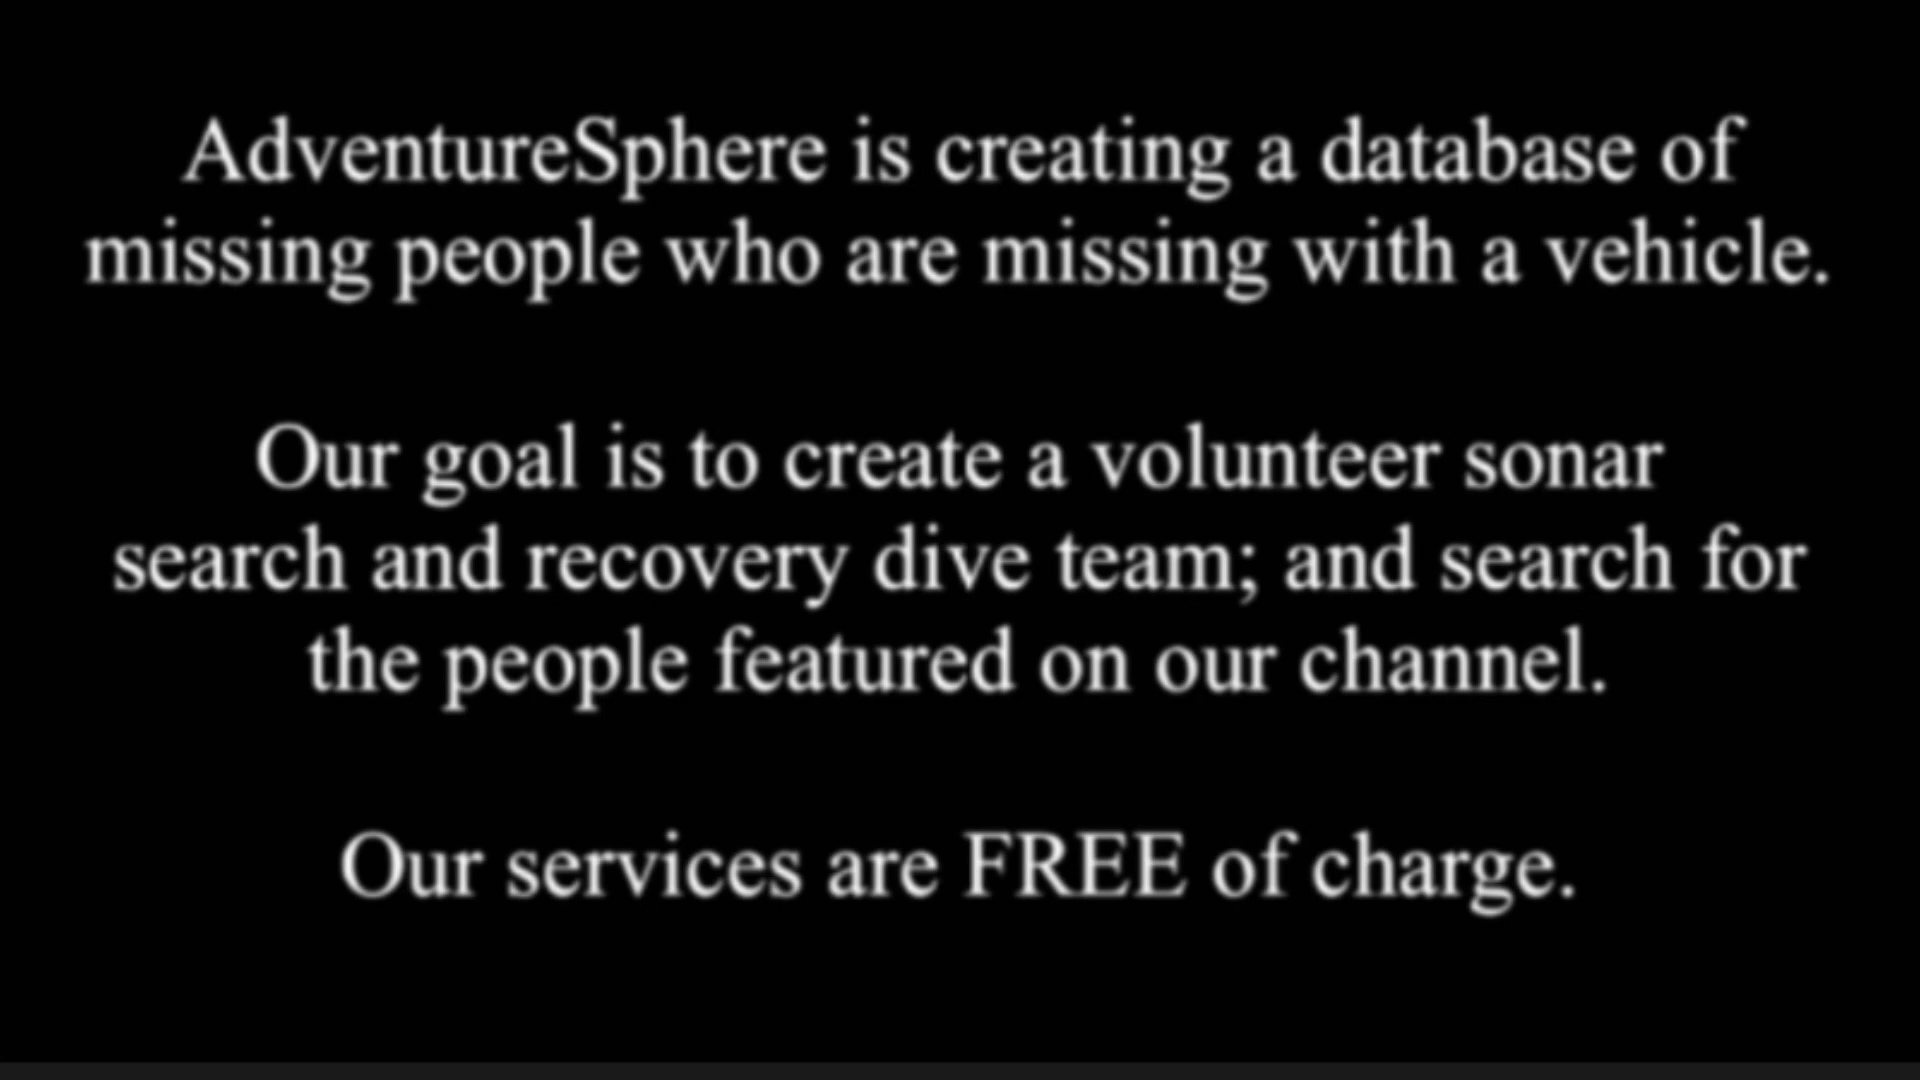 AdventureSphere is creating a database of
missing people who are missing with a vehicle.
Our goal is to create a volunteer sonar
search and recovery dive team; and search for
the people featured on our channel.
Our services are FREE of charge.